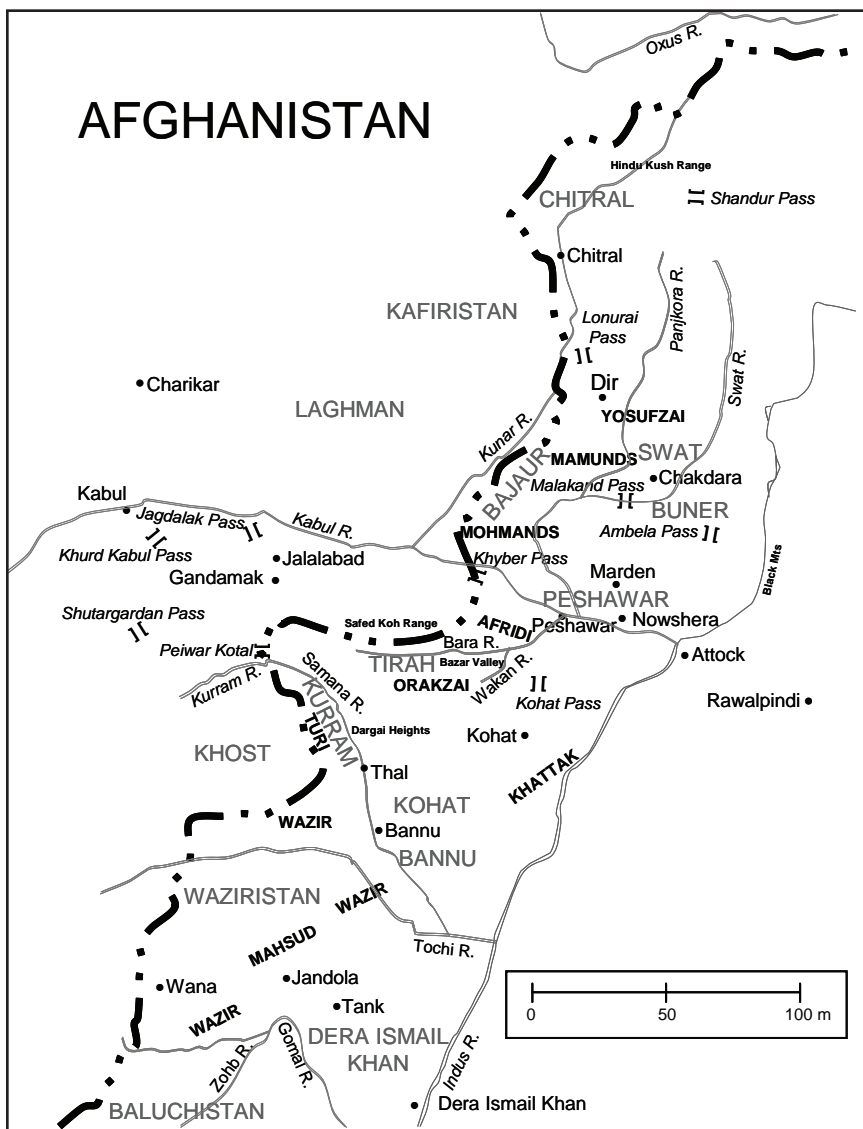 Oxus R.
AFGHANISTAN
Hindu Kush Range
CHITRAL
Shandur Pass
Chitral
Panjkora R.
KAFIRISTAN
Lonurai
Pass
Swat R.
Charikar
Dir
LAGHMAN
YOSUFZAI
Kunar R.
BAJAUR
MAMUNDS
SWAT
Malakand Pass
Chakdara
Kabul
Jagdalak Pass
Kabul R.
BUNER
MOHMANDS
Ambela Pass
Khurd Kabul Pass
Jalalabad
Khyber Pass
Gandamak
Marden
Black Mts
PESHAWAR
Shutargardan Pass
Safed Koh Range
AFRIDI
Peshawar
Nowshera
Peiwar Kotal
Bara R.
TIRAH
Bazar Valley
Attock
Kurram R.
Samana R.
ORAKZAI
Wakan R.
Kohat Pass
Rawalpindi
KURRAM
TURI
Dargai Heights
Kohat
KHOST
Thal
KHATTAK
KOHAT
WAZIR
Bannu
BANNU
WAZIRISTAN
WAZIR
MAHSUD
Tochi R.
Wana
Jandola
Tank
WAZIR
0 50 100 m
DERA ISMAIL
KHAN
Zohb R.
Gomal R.
Indus R.
BALUCHISTAN
Dera Ismail Khan